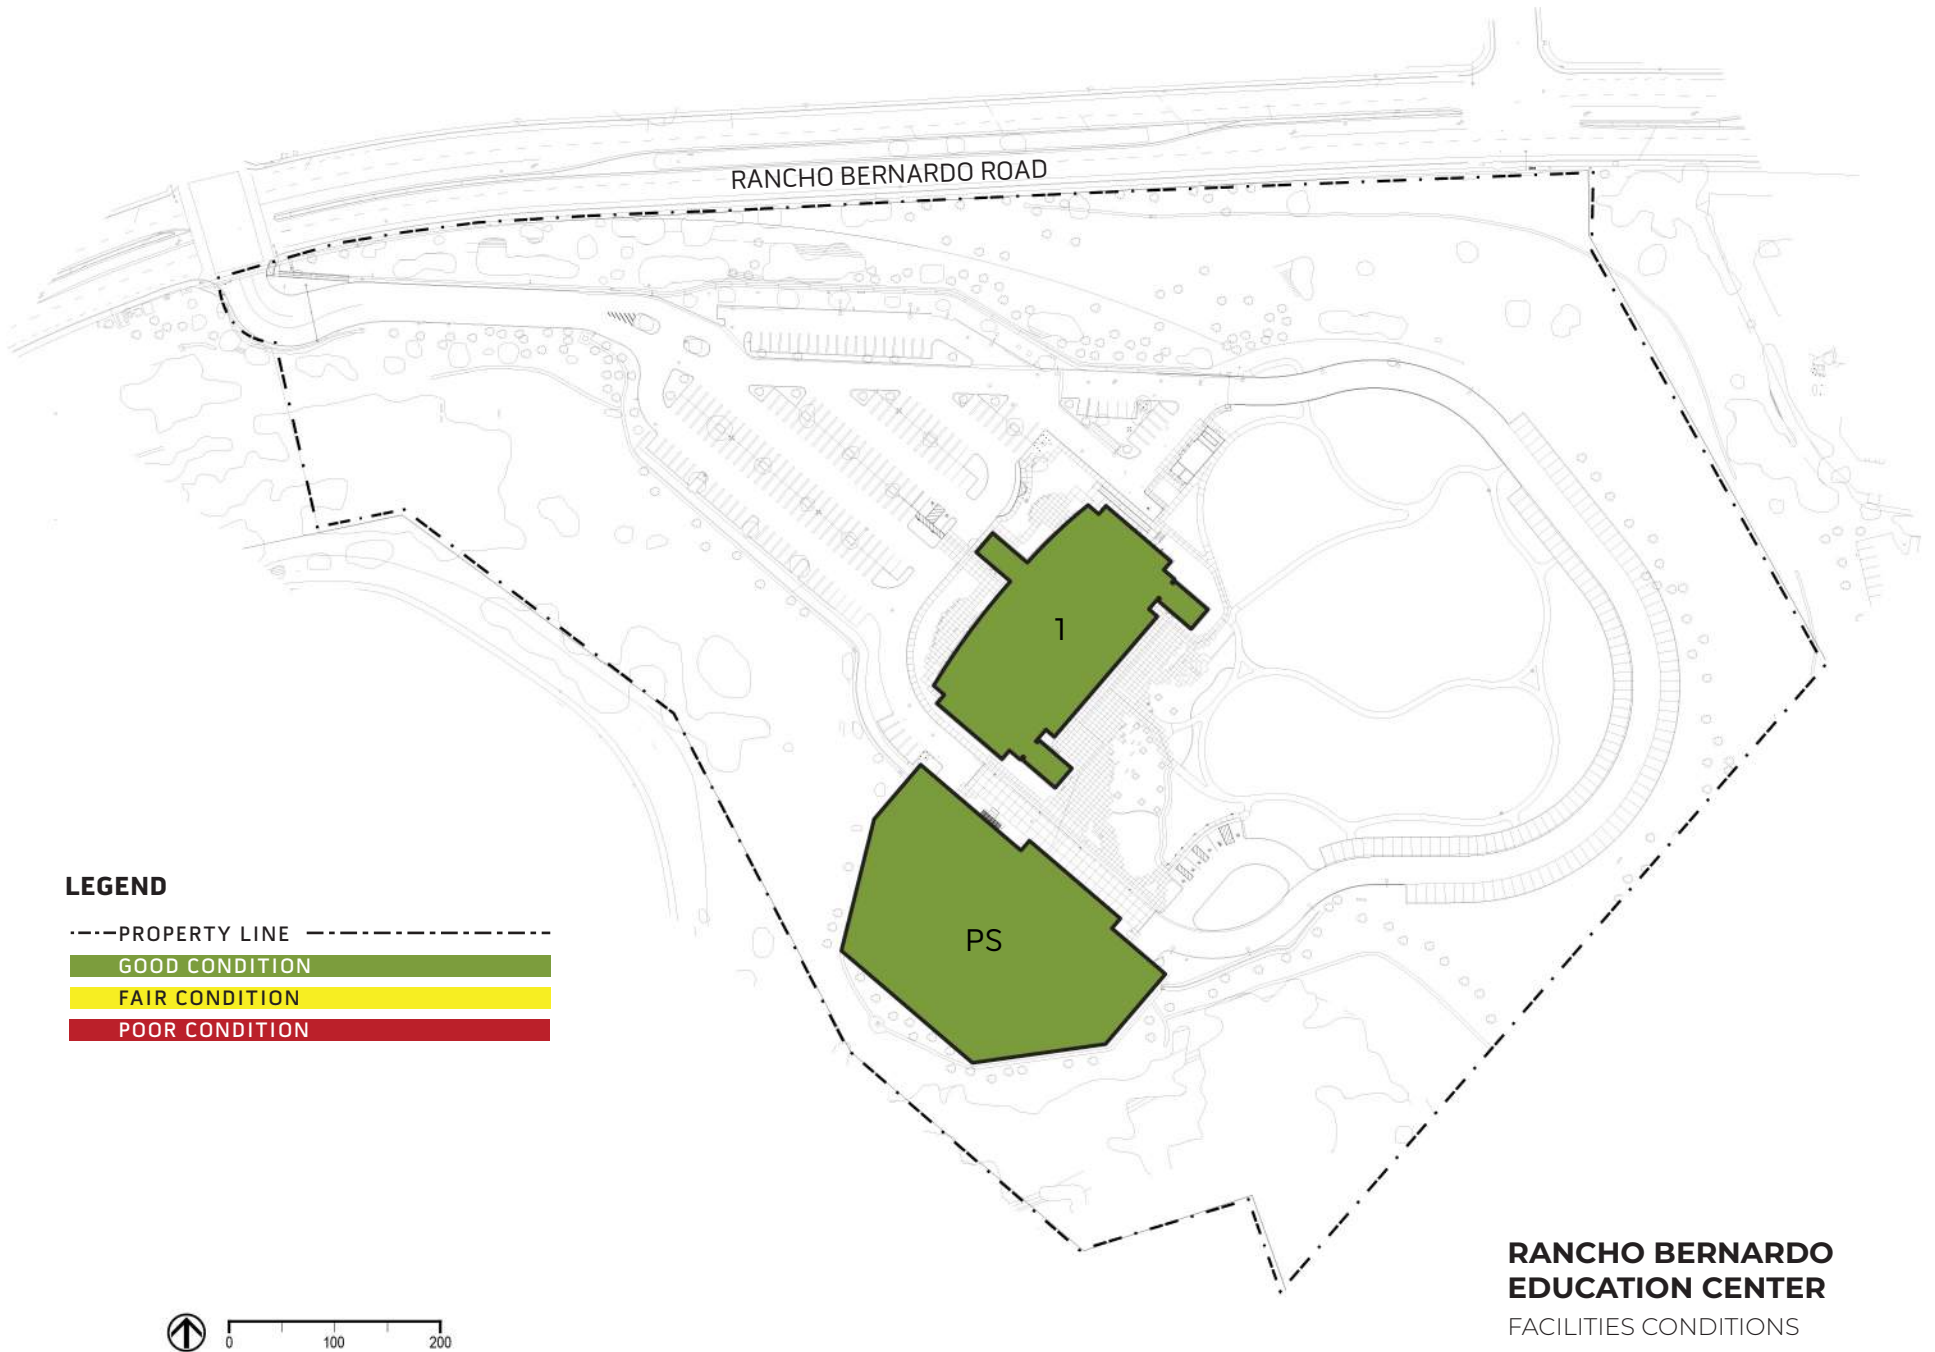 RANCHO BERNARDO ROAD
1
PS
LEGEND
PROPERTY LINE
GOOD CONDITION
FAIR CONDITION
POOR CONDITION
0 100 200
RANCHO BERNARDO
EDUCATION CENTER
FACILITIES CONDITIONS